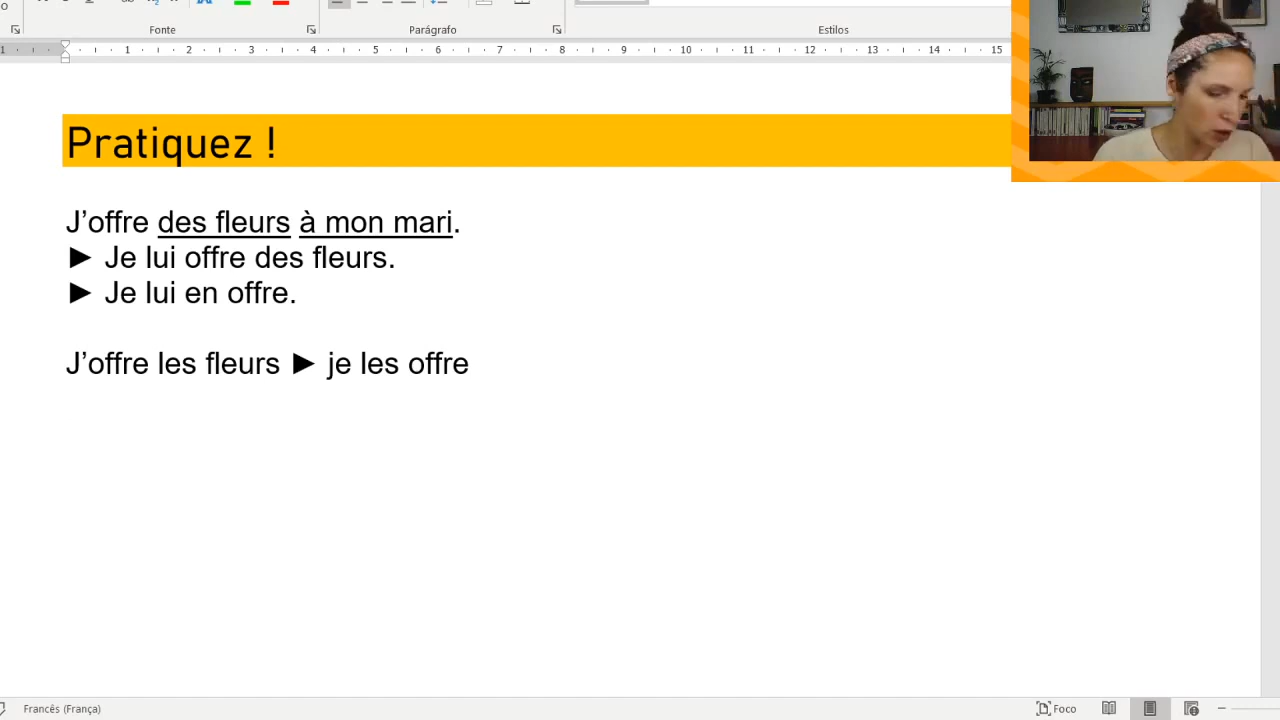 Fonte
Parágrafo
Estilos
1 1 2 3 4 5 6 7 8 9 10 11 12 13 14 15
Pratiquez !
J’offre des fleurs à mon mari.
► Je lui offre des fleurs.
► Je lui en offre.
J’offre les fleurs ► je les offre
Francês (França)
Foco